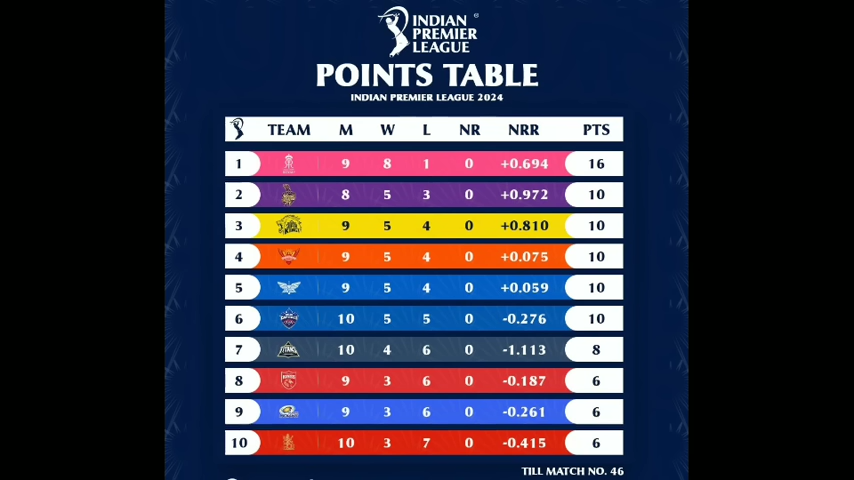 INDIAN
PREMIER
LEAGUE
POINTS TABLE
INDIAN PREMIER LEAGUE 2024
TEAM M W L NR NRR PTS
1 9 8 1 0 +0.694 16
2 8 5 3 0 +0.972 10
3 9 5 4 0 +0.810 10
4 9 5 4 0 +0.075 10
5 9 5 4 0 +0.059 10
6 10 5 5 0 -0.276 10
7 TITANS 10 4 6 0 -1.113 8
8 9 3 6 0 -0.187 6
9 9 3 6 0 -0.261 6
10 10 3 7 0 -0.415 6
TILL MATCH NO. 46